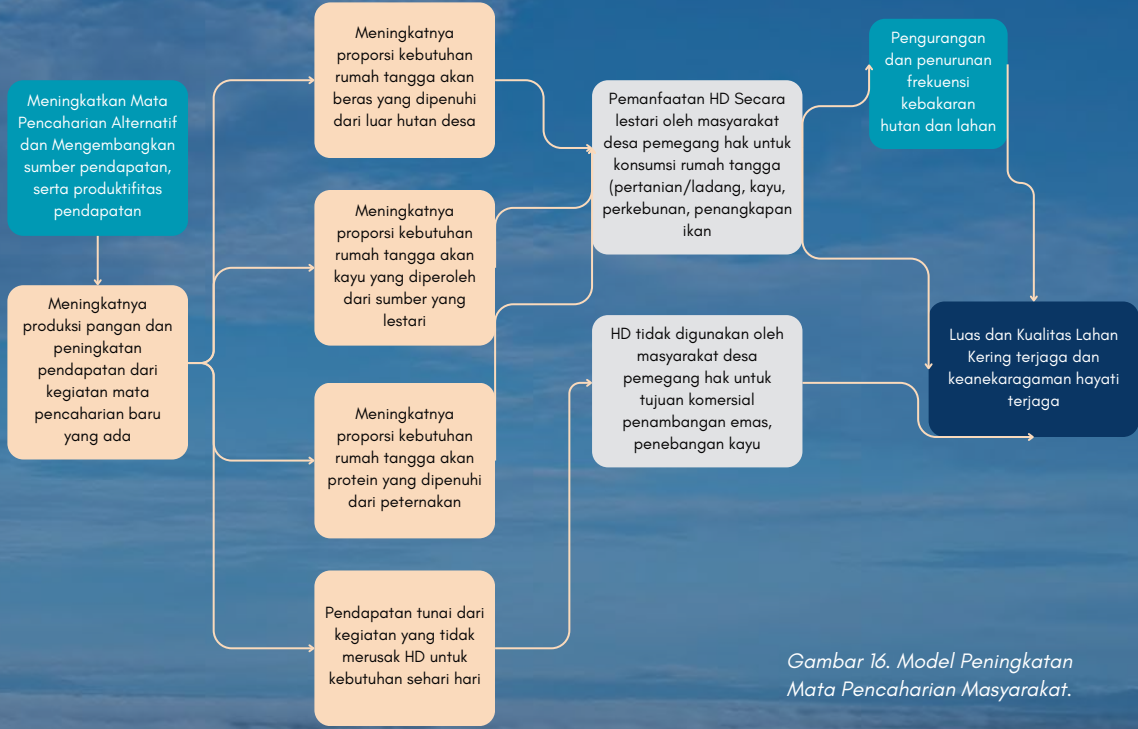 Meningkatkan Mata
Pencaharian Alternatif
dan Mengembangkan
sumber pendapatan,
serta produktifitas
pendapatan
Meningkatnya
produksi pangan dan
peningkatan
pendapatan dari
kegiatan mata
pencaharian baru
yang ada
Meningkatnya
proporsi kebutuhan
rumah tangga akan
beras yang dipenuhi
dari luar hutan desa
Meningkatnya
proporsi kebutuhan
rumah tangga akan
kayu yang diperoleh
dari sumber yang
lestari
Meningkatnya
proporsi kebutuhan
rumah tangga akan
protein yang dipenuhi
dari peternakan
Pendapatan tunai dari
kegiatan yang tidak
merusak HD untuk
kebutuhan sehari hari
Pemanfaatan HD Secara
lestari oleh masyarakat
desa pemegang hak untuk
konsumsi rumah tangga
(pertanian/ladang, kayu,
perkebunan, penangkapan
ikan
HD tidak digunakan oleh
masyarakat desa
pemegang hak untuk
tujuan komersial
penambangan emas,
penebangan kayu
Pengurangan
dan penurunan
frekuensi
kebakaran
hutan dan lahan
Luas dan Kualitas Lahan
Kering terjaga dan
keanekaragaman hayati
terjaga
Gambar 16. Model Peningkatan
Mata Pencaharian Masyarakat.